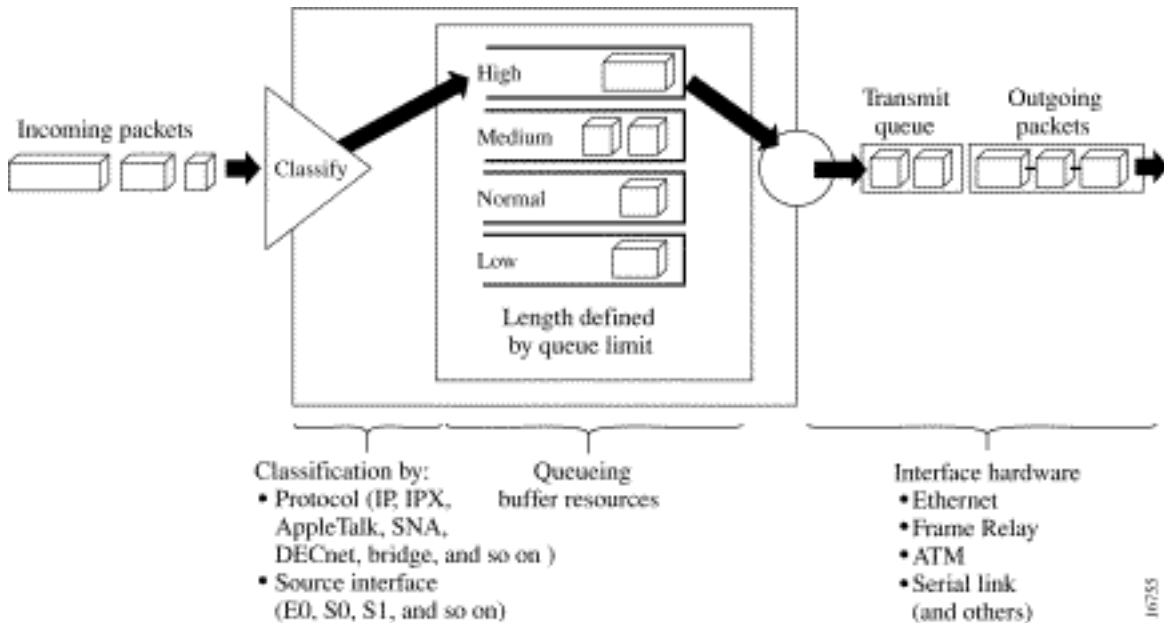 Incoming packets
Classify
High
Medium
Normal
Low
Length defined
by queue limit
Transmit
queue
Outgoing
packets
Classification by:
• Protocol (IP, IPX,
AppleTalk, SNA,
DECnet, bridge, and so on )
• Source interface
(E0, S0, S1, and so on)
Queueing
buffer resources
Interface hardware
• Ethernet
• Frame Relay
• ATM
• Serial link
(and others)
16755